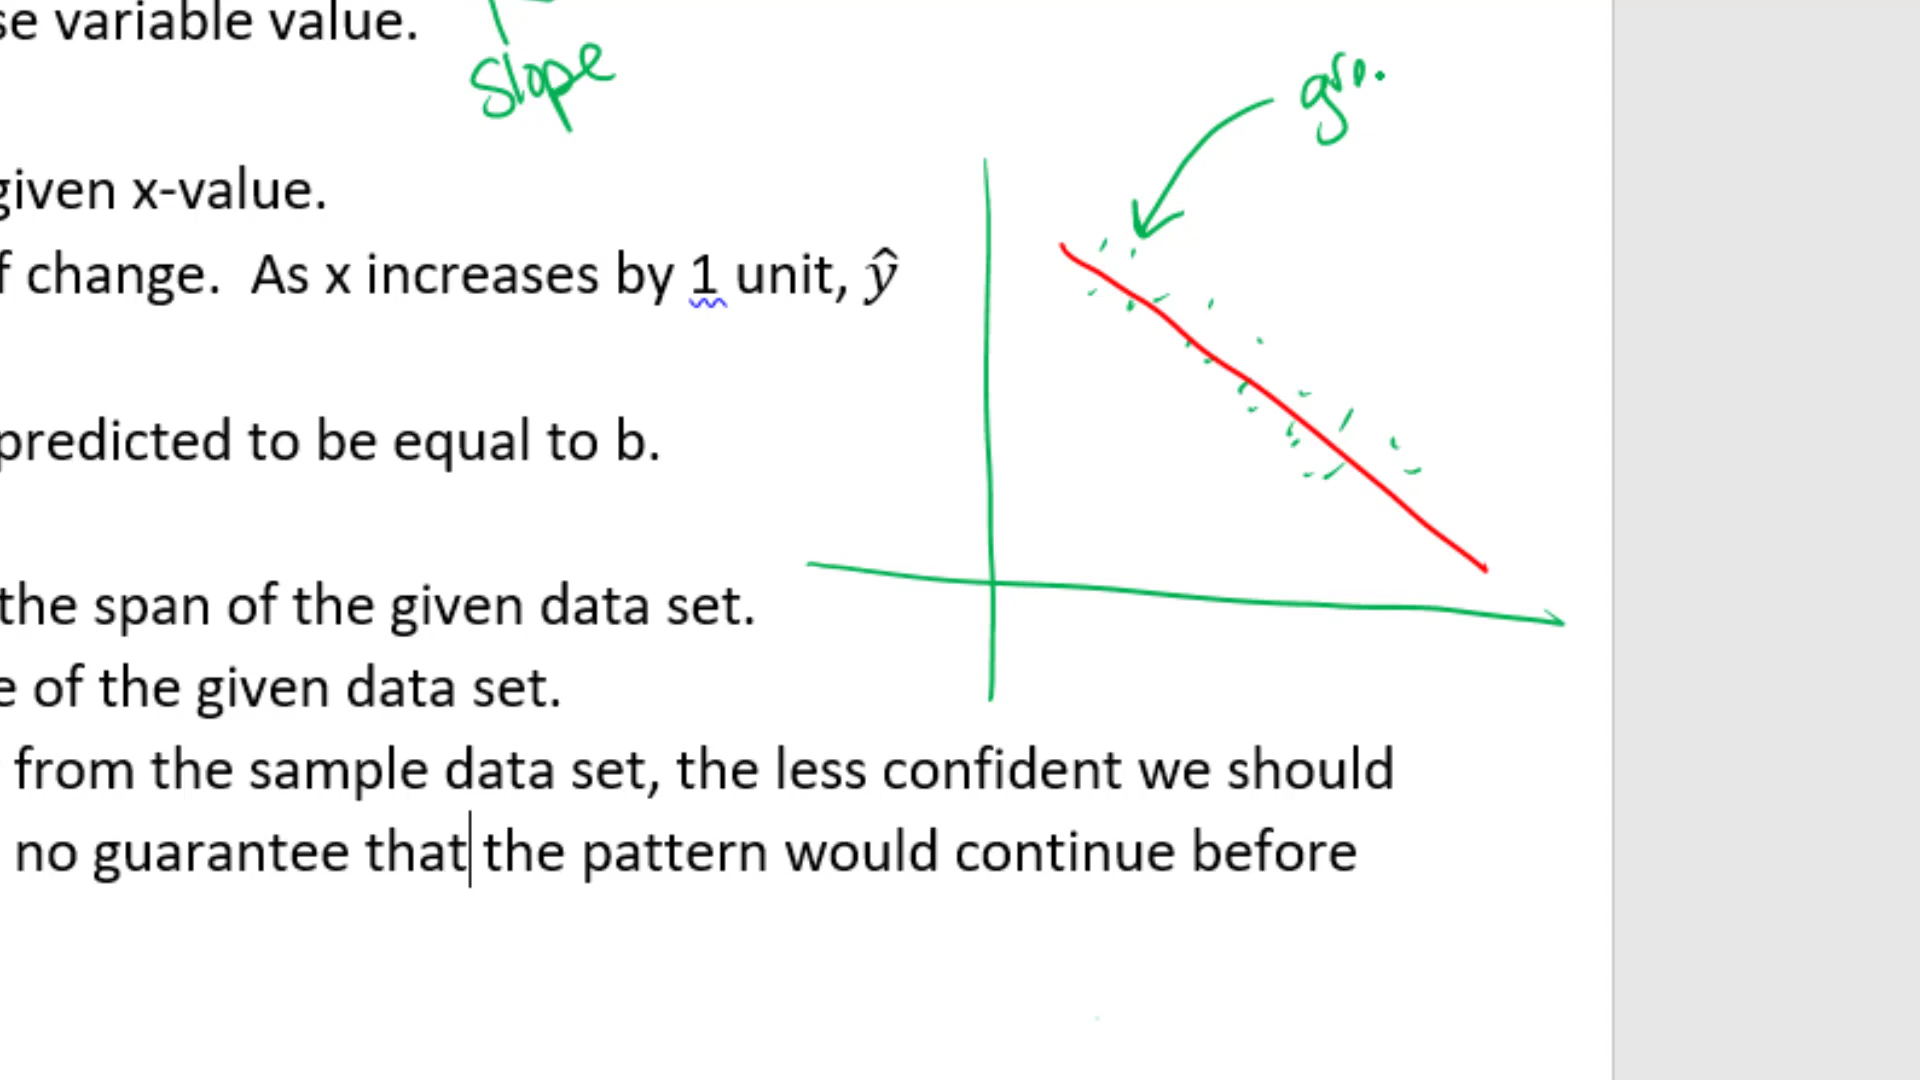 se variable value.
slope
given x-value.
f change. As x increases by 1 unit, ŷ
predicted to be equal to b.
the span of the given data set.
e of the given data set.
from the sample data set, the less confident we should
no guarantee that the pattern would continue before